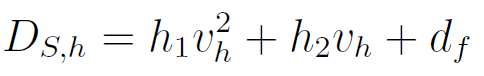 $D_{S,h} = h_1 v_h^2 + h_2 v_h + d_f$